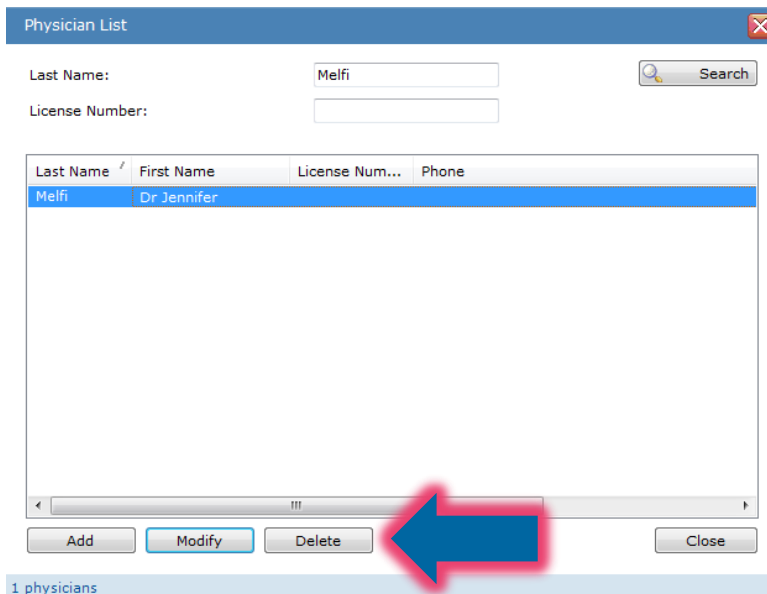 Physician List
Last Name: Melfi Search
License Number:
Last Name First Name License Num... Phone
Melfi Dr Jennifer
Add Modify Delete Close
1 physicians